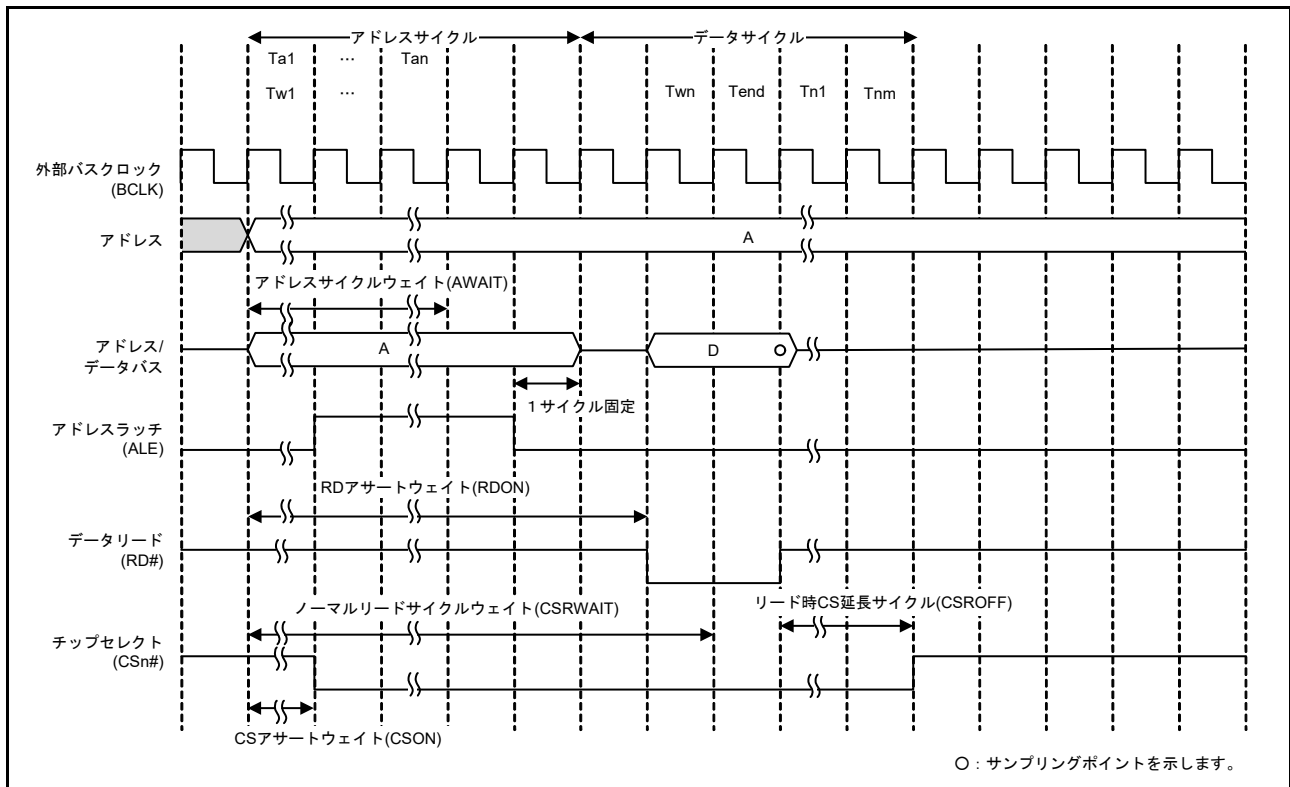 アドレスサイクル データサイクル
Ta1 … Tan
Tw1 … Twn Tend Tn1 Tnm
外部バスクロック
(BCLK)
アドレス A
アドレスサイクルウェイト(AWAIT)
アドレス/
データバス
A D
1サイクル固定
アドレスラッチ
(ALE)
RDアサートウェイト(RDON)
データリード
(RD#)
ノーマルリードサイクルウェイト(CSRWAIT) リード時CS延長サイクル(CSROFF)
チップセレクト
(CSn#)
CSアサートウェイト(CSON)
○：サンプリングポイントを示します。